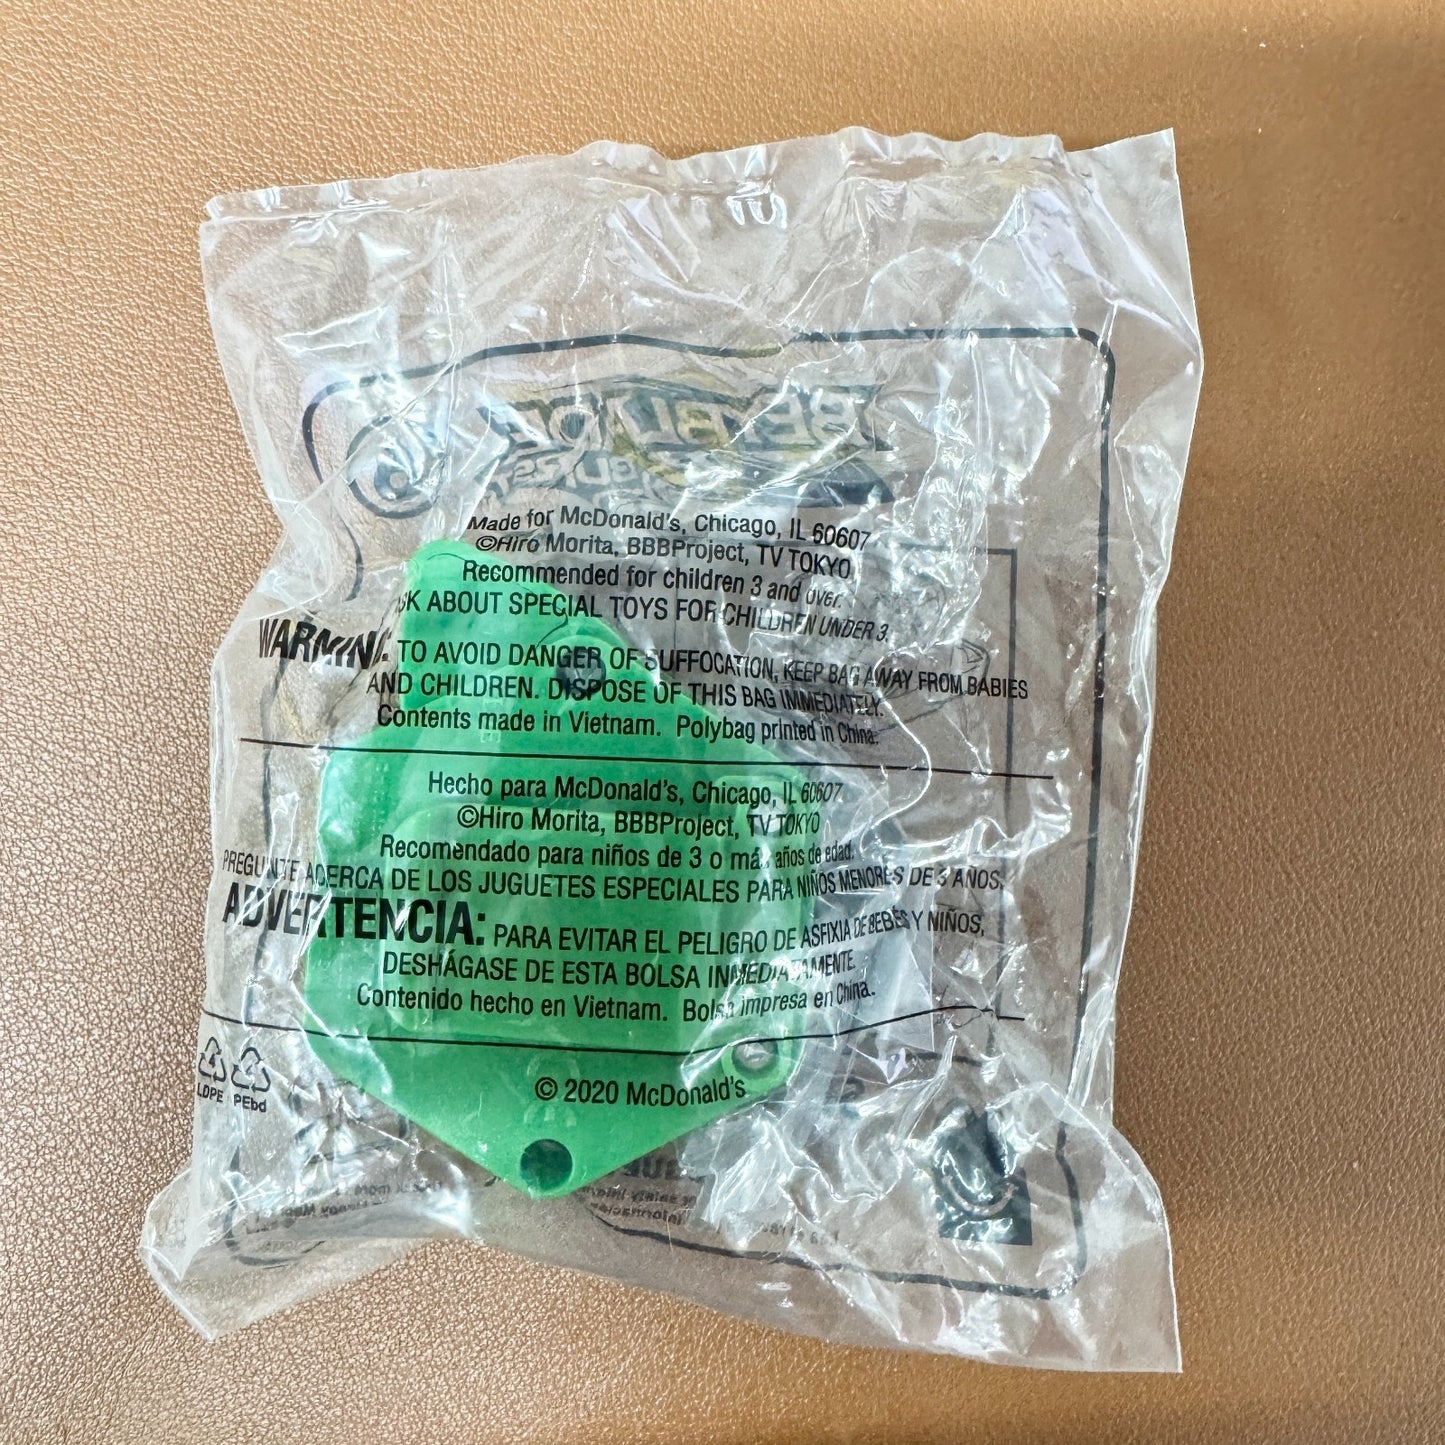 BEYBLADE
BURST
Made for McDonald's, Chicago, IL 60607
©Hiro Morita, BBBProject, TV TOKYO
Recommended for children 3 and over.
ASK ABOUT SPECIAL TOYS FOR CHILDREN UNDER 3.
WARNING: TO AVOID DANGER OF SUFFOCATION, KEEP BAG AWAY FROM BABIES
AND CHILDREN. DISPOSE OF THIS BAG IMMEDIATELY.
Contents made in Vietnam. Polybag printed in China.
Hecho para McDonald's, Chicago, IL 60607
©Hiro Morita, BBBProject, TV TOKYO
Recomendado para niños de 3 o más años de edad.
PREGUNTE ACERCA DE LOS JUGUETES ESPECIALES PARA NIÑOS MENORES DE 3 AÑOS.
ADVERTENCIA: PARA EVITAR EL PELIGRO DE ASFIXIA DE BEBÉS Y NIÑOS,
DESHÁGASE DE ESTA BOLSA INMEDIATAMENTE.
Contenido hecho en Vietnam. Bolsa impresa en China.
LDPE PEbd
© 2020 McDonald's